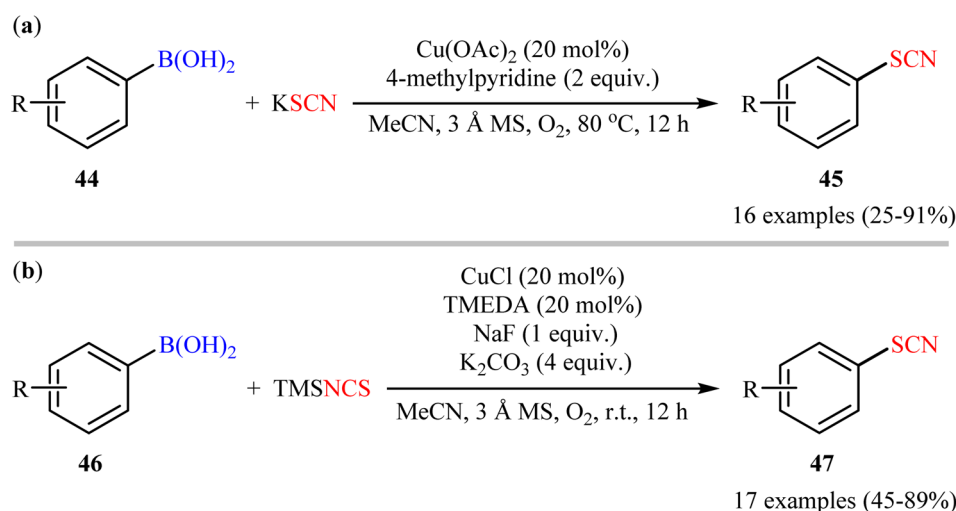 (a)
B(OH)2
R
44
+ KSCN
Cu(OAc)2 (20 mol%)
4-methylpyridine (2 equiv.)
MeCN, 3 Å MS, O2, 80 °C, 12 h
SCN
R
45
16 examples (25-91%)
(b)
B(OH)2
R
46
+ TMSNCS
CuCl (20 mol%)
TMEDA (20 mol%)
NaF (1 equiv.)
K2CO3 (4 equiv.)
MeCN, 3 Å MS, O2, r.t., 12 h
SCN
R
47
17 examples (45-89%)